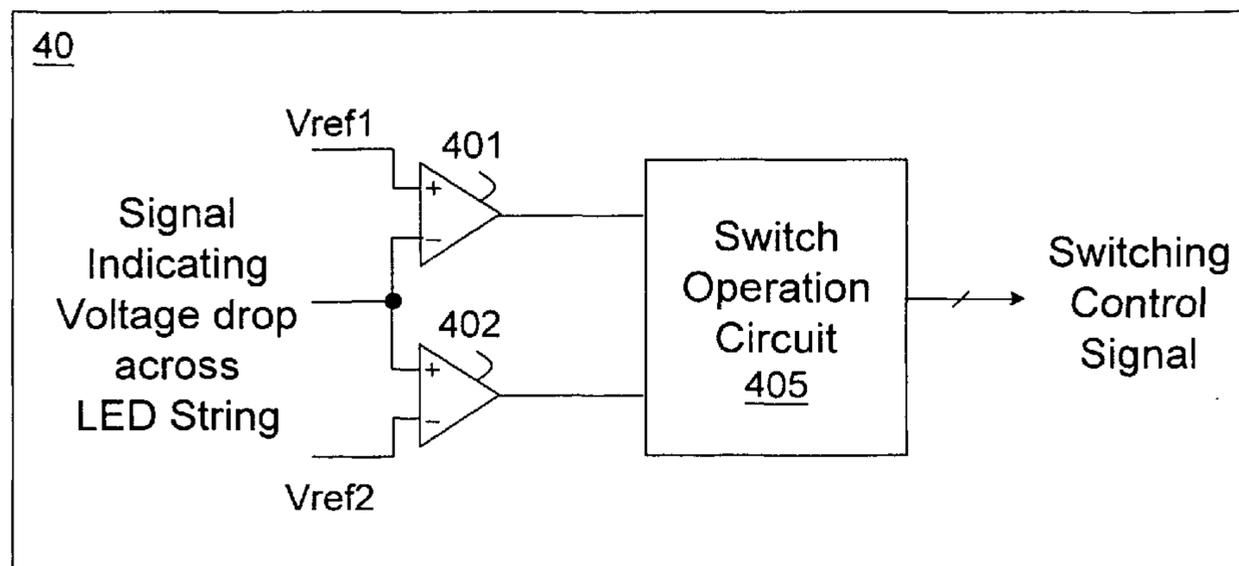 40
Vref1
401
+
−
Signal
Indicating
Voltage drop
across
LED String
402
+
−
Vref2
Switch
Operation
Circuit
405
Switching
Control
Signal